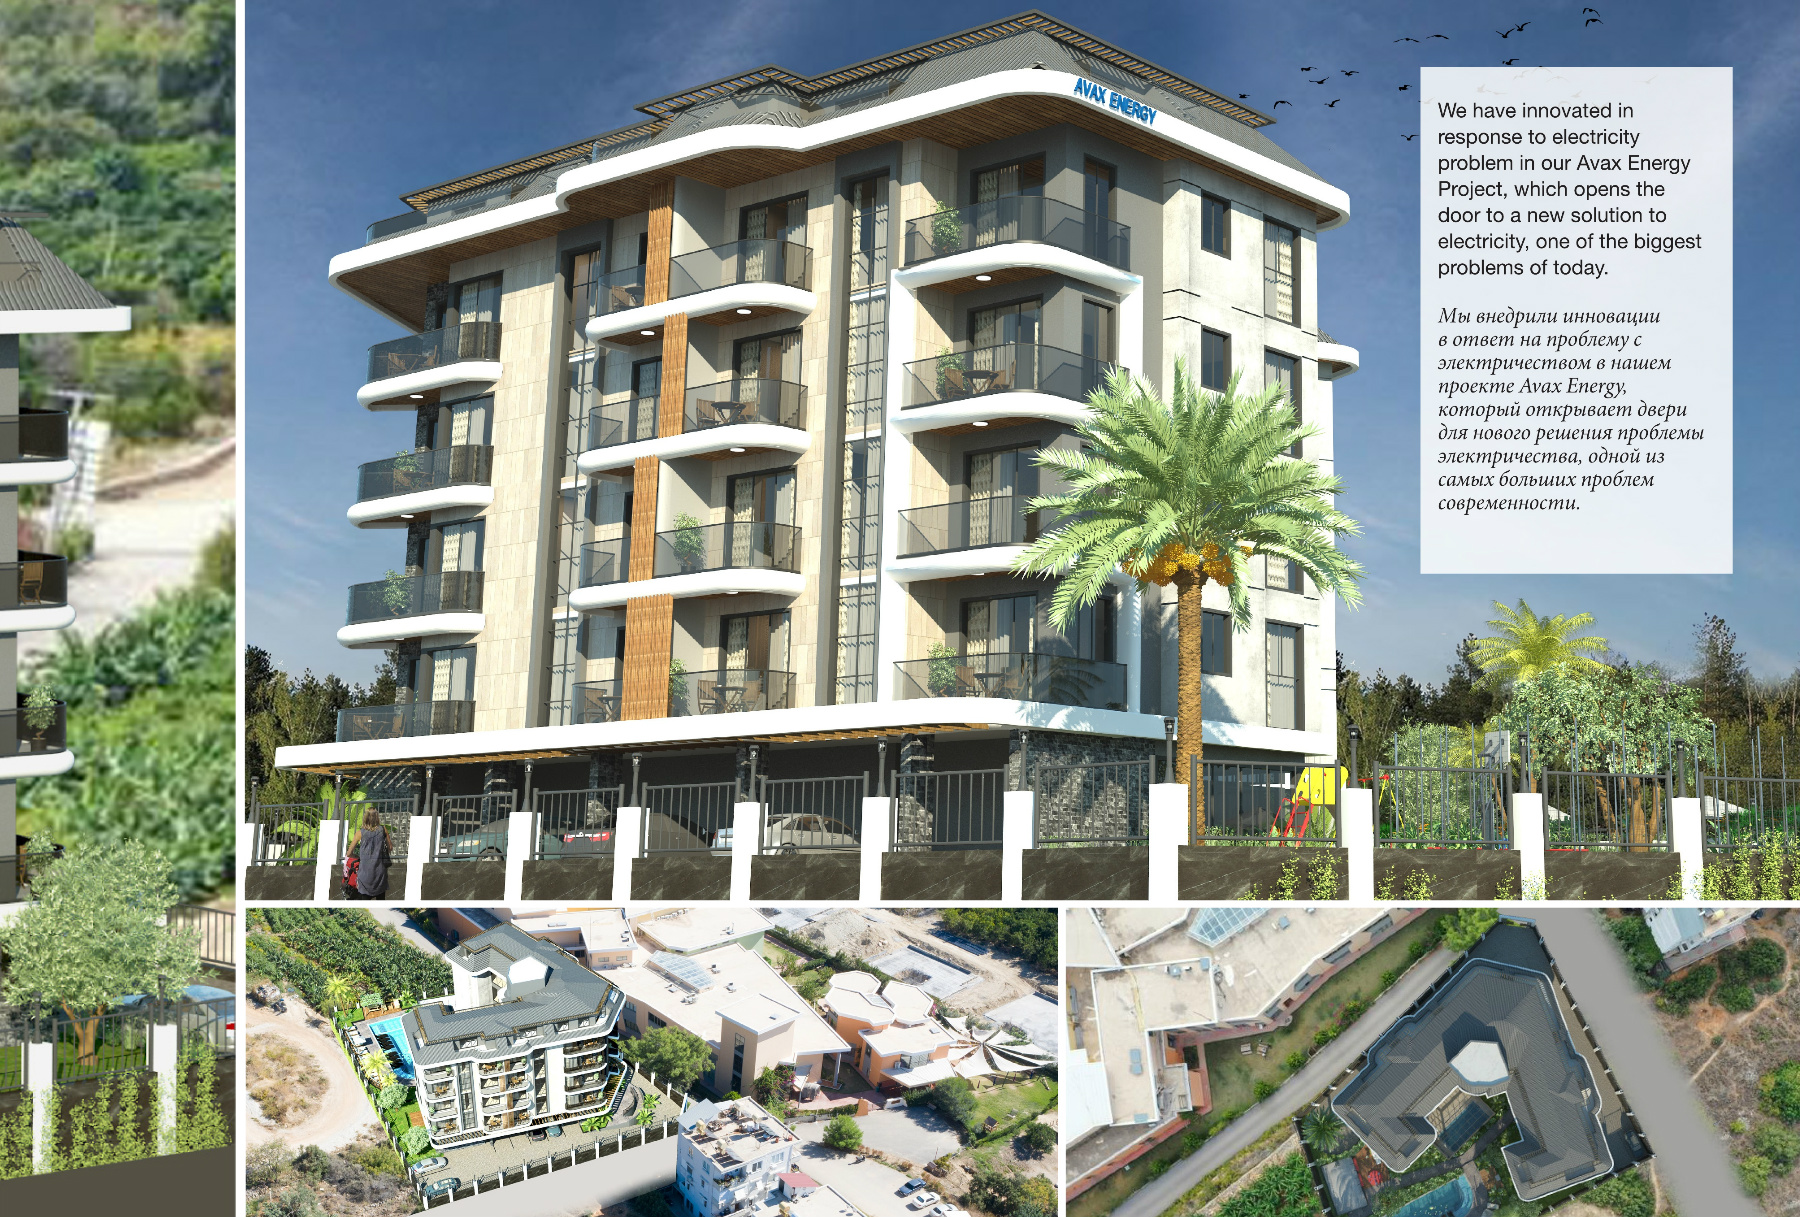 AVAX ENERGY
We have innovated in
response to electricity
problem in our Avax Energy
Project, which opens the
door to a new solution to
electricity, one of the biggest
problems of today.
Мы внедрили инновации
в ответ на проблему с
электричеством в нашем
проекте Avax Energy,
который открывает двери
для нового решения проблемы
электричества, одной из
самых больших проблем
современности.